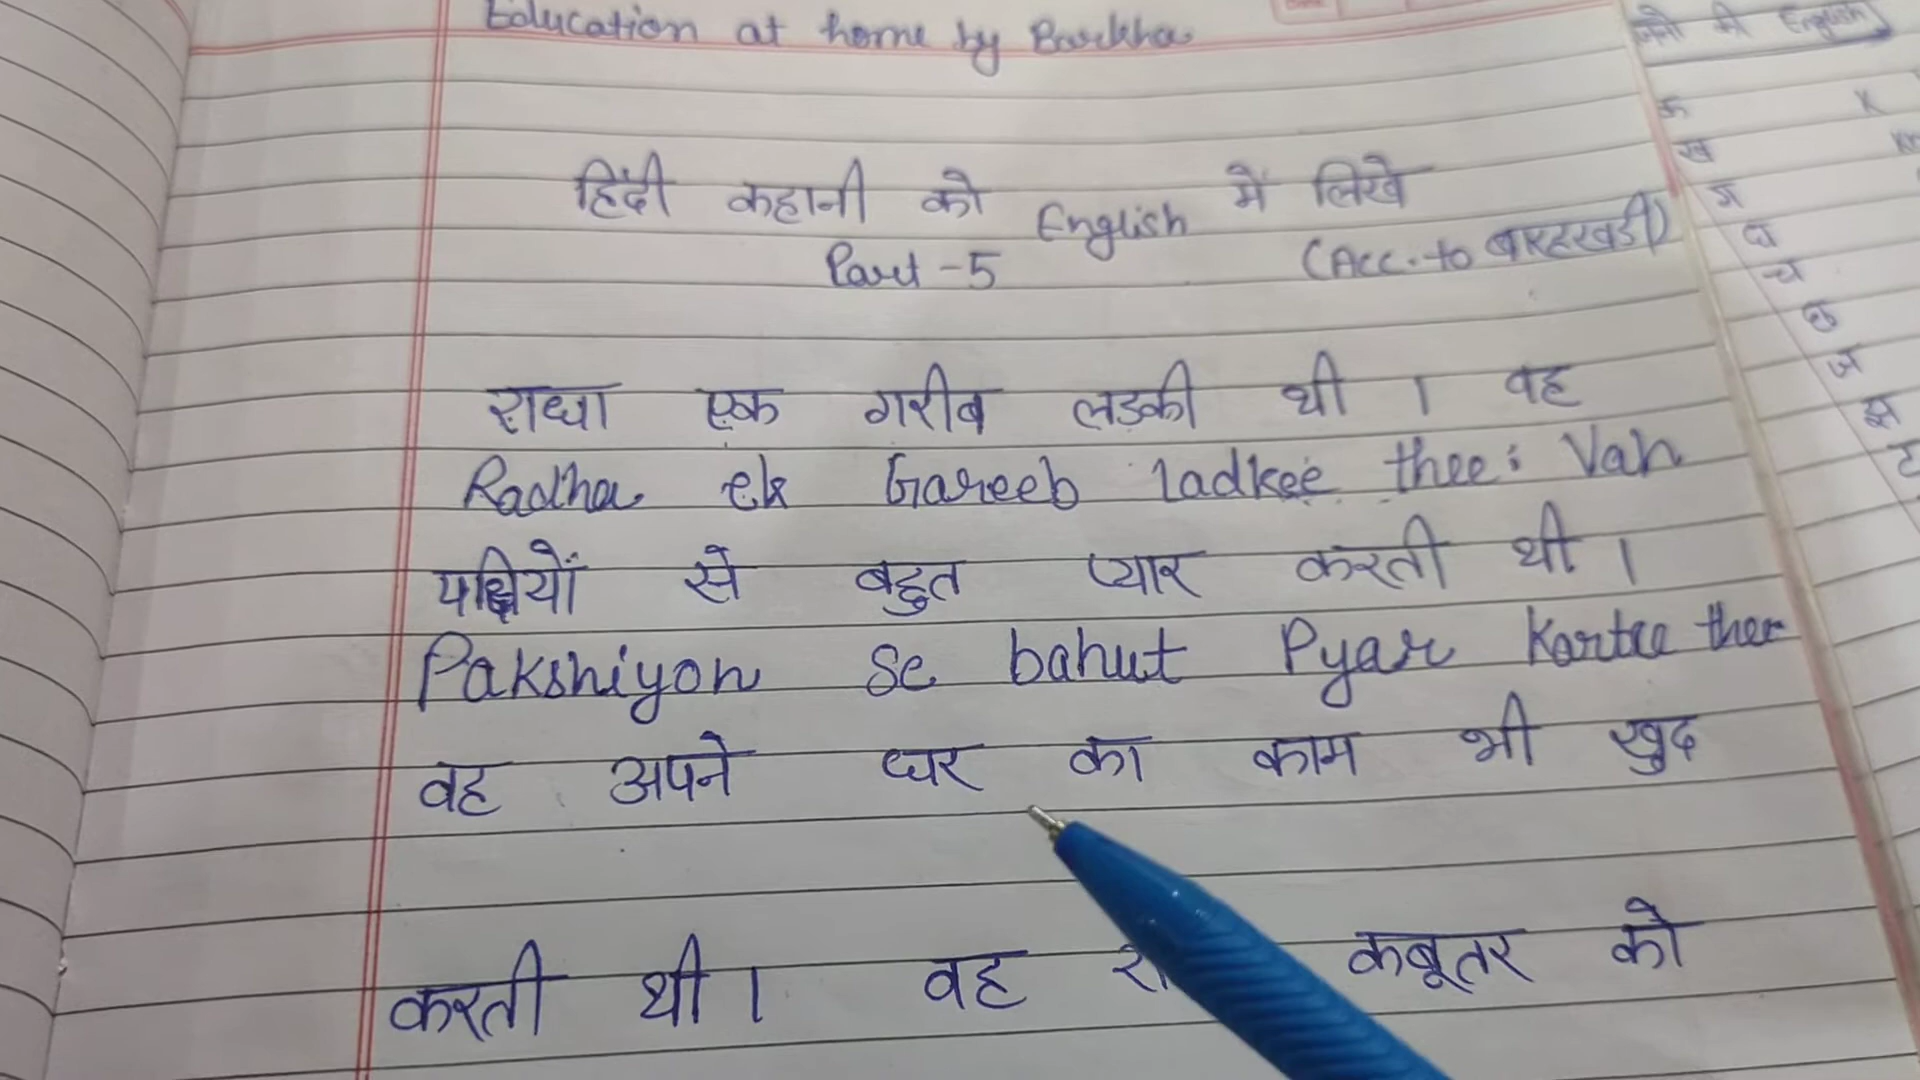 Education at home by Barkha
हिंदी कहानी को English में लिखे
Part-5 (Acc. to बारहखडी)
राधा एक गरीब लड़की थी । वह
Radha ek Gareeb ladkee thee: Vah
पक्षियों से बहुत प्यार करती थी ।
Pakshiyon se bahut Pyar Kartee thee
वह अपने घर का काम भी खुद
करती थी । वह कबूतर को
English
क K
ख
ग
घ
च
छ
ज
झ
ट